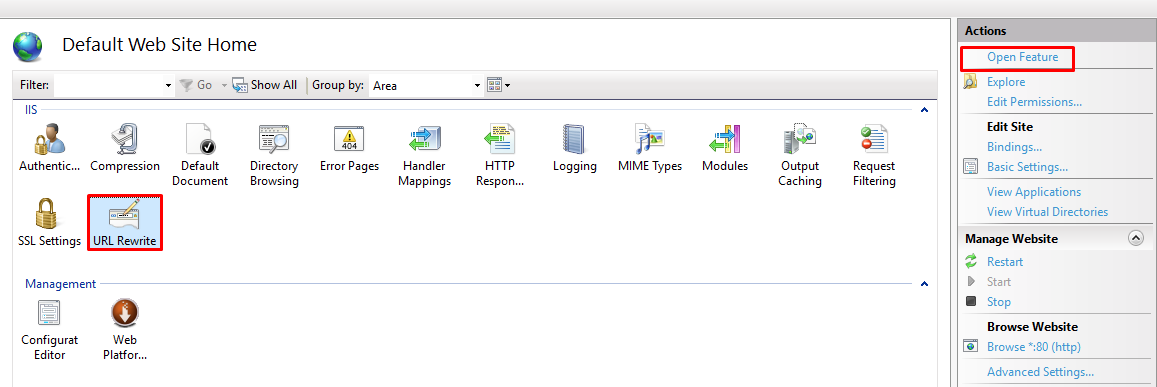 Default Web Site Home
Filter:
Go
Show All
Group by:
Area
IIS
Authentic...
Compression
Default
Document
Directory
Browsing
Error Pages
404
Handler
Mappings
HTTP
Respon...
Logging
MIME Types
Modules
Output
Caching
Request
Filtering
SSL Settings
URL Rewrite
Management
Configurat
Editor
Web
Platfor...
Actions
Open Feature
Explore
Edit Permissions...
Edit Site
Bindings...
Basic Settings...
View Applications
View Virtual Directories
Manage Website
Restart
Start
Stop
Browse Website
Browse *:80 (http)
Advanced Settings...